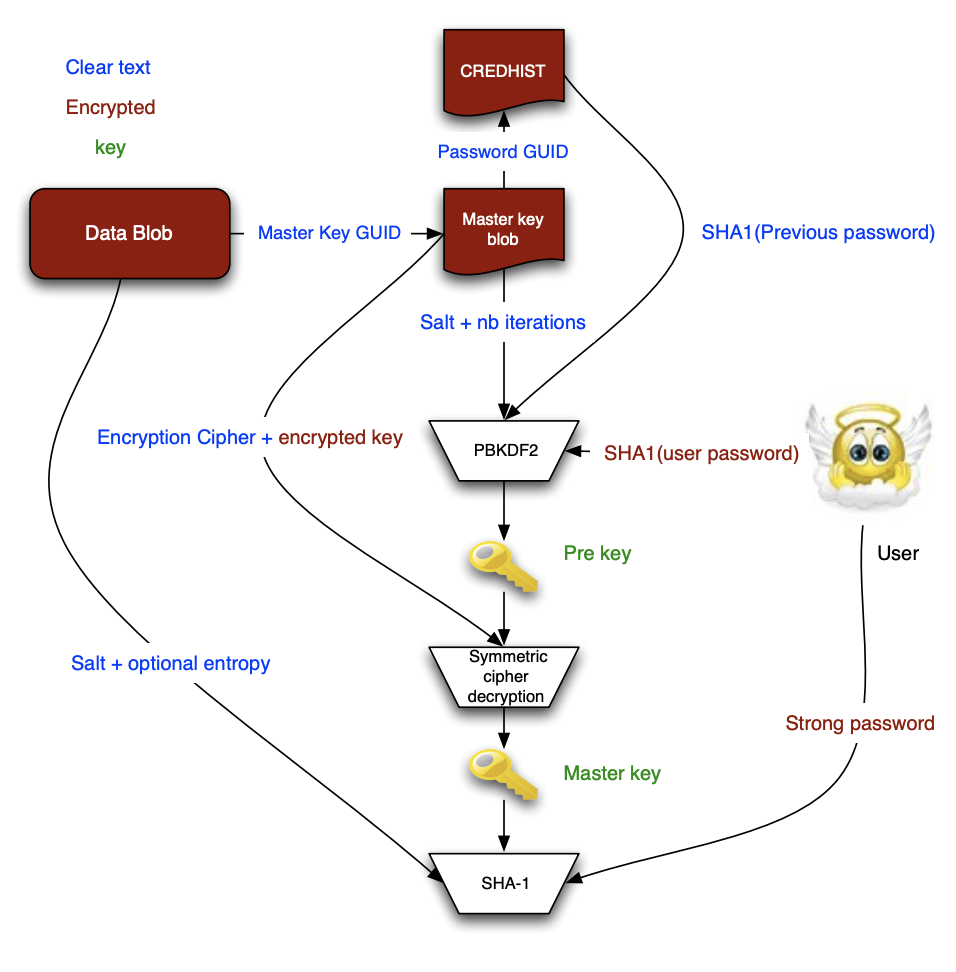 Clear text
Encrypted
key
CREDHIST
Password GUID
Data Blob
Master Key GUID
Master key
blob
SHA1(Previous password)
Salt + nb iterations
Encryption Cipher + encrypted key
PBKDF2
SHA1(user password)
Pre key
User
Salt + optional entropy
Symmetric
cipher
decryption
Strong password
Master key
SHA-1